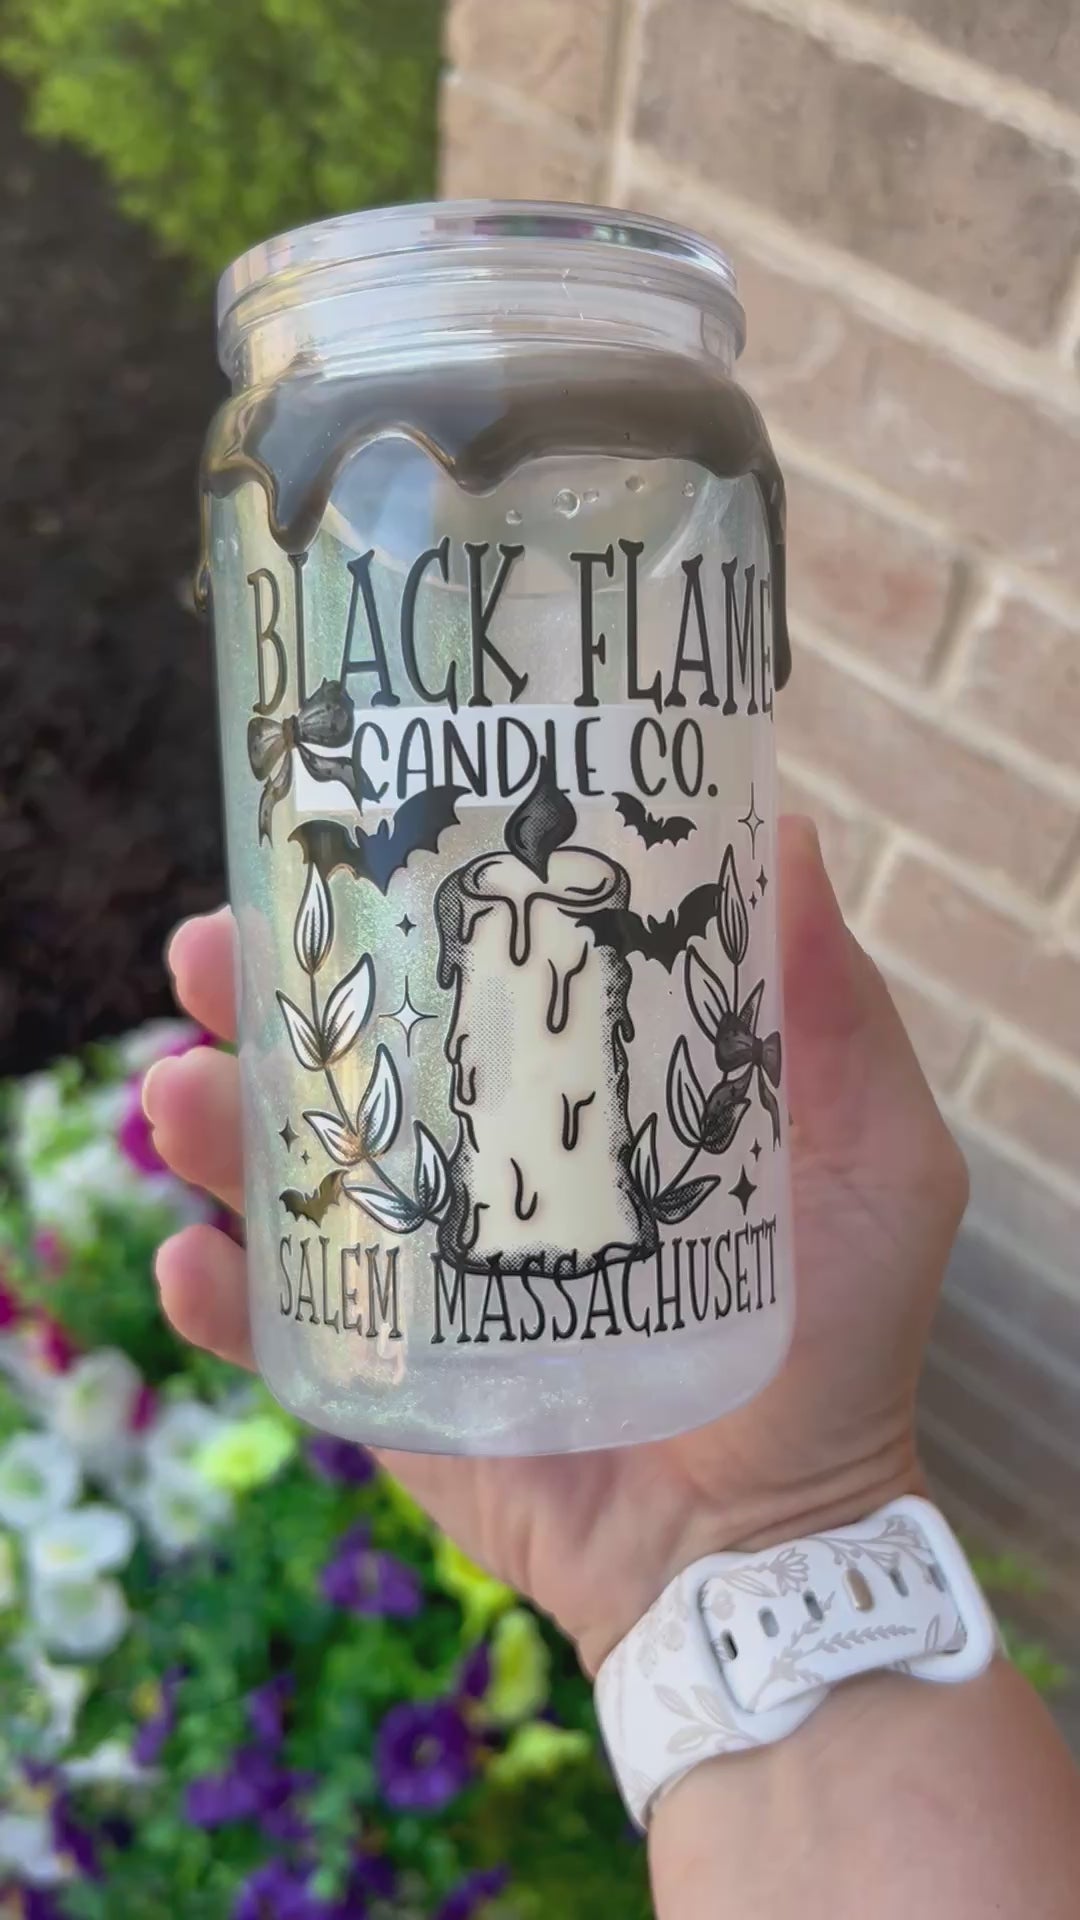 BLACK FLAME
CANDLE CO.
SALEM MASSACHUSETT